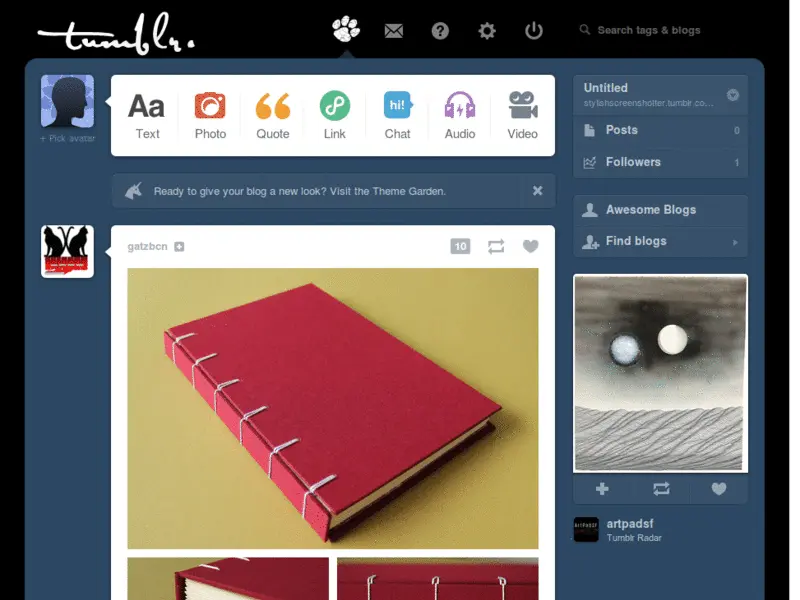 tumblr.
Search tags & blogs
+ Pick avatar
Aa
hi!
Text
Photo
Quote
Link
Chat
Audio
Video
Untitled
stylishscreenshotter.tumblr.co...
Posts 0
Followers 1
Ready to give your blog a new look? Visit the Theme Garden.
Awesome Blogs
Find blogs
gatzbcn
10
ARTPADSF
artpadsf
Tumblr Radar